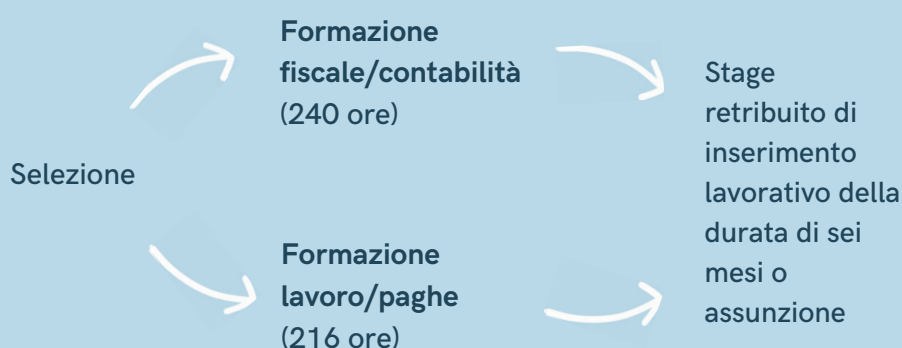 Selezione
Formazione
fiscale/contabilità
(240 ore)
Formazione
lavoro/paghe
(216 ore)
Stage
retribuito di
inserimento
lavorativo della
durata di sei
mesi o
assunzione